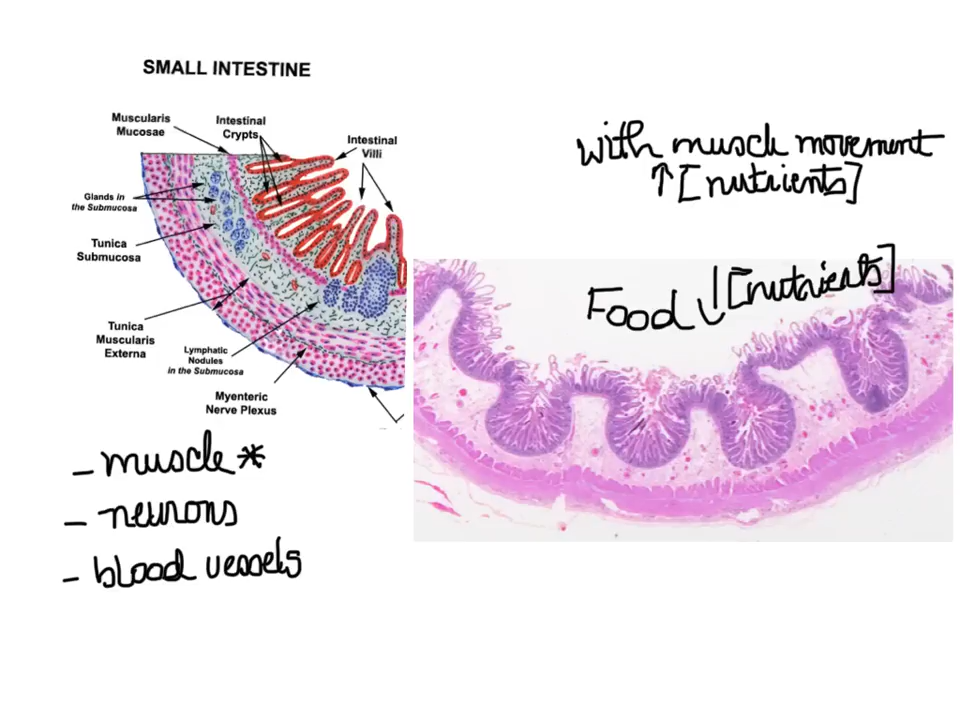 SMALL INTESTINE
Muscularis
Mucosae
Intestinal
Crypts
Intestinal
Villi
Glands in
the Submucosa
Tunica
Submucosa
Tunica
Muscularis
Externa
Lymphatic
Nodules
in the Submucosa
Myenteric
Nerve Plexus
with muscle movement
↑ [nutrients]
Food ↓ [nutrients]
- muscle *
- neurons
- blood vessels